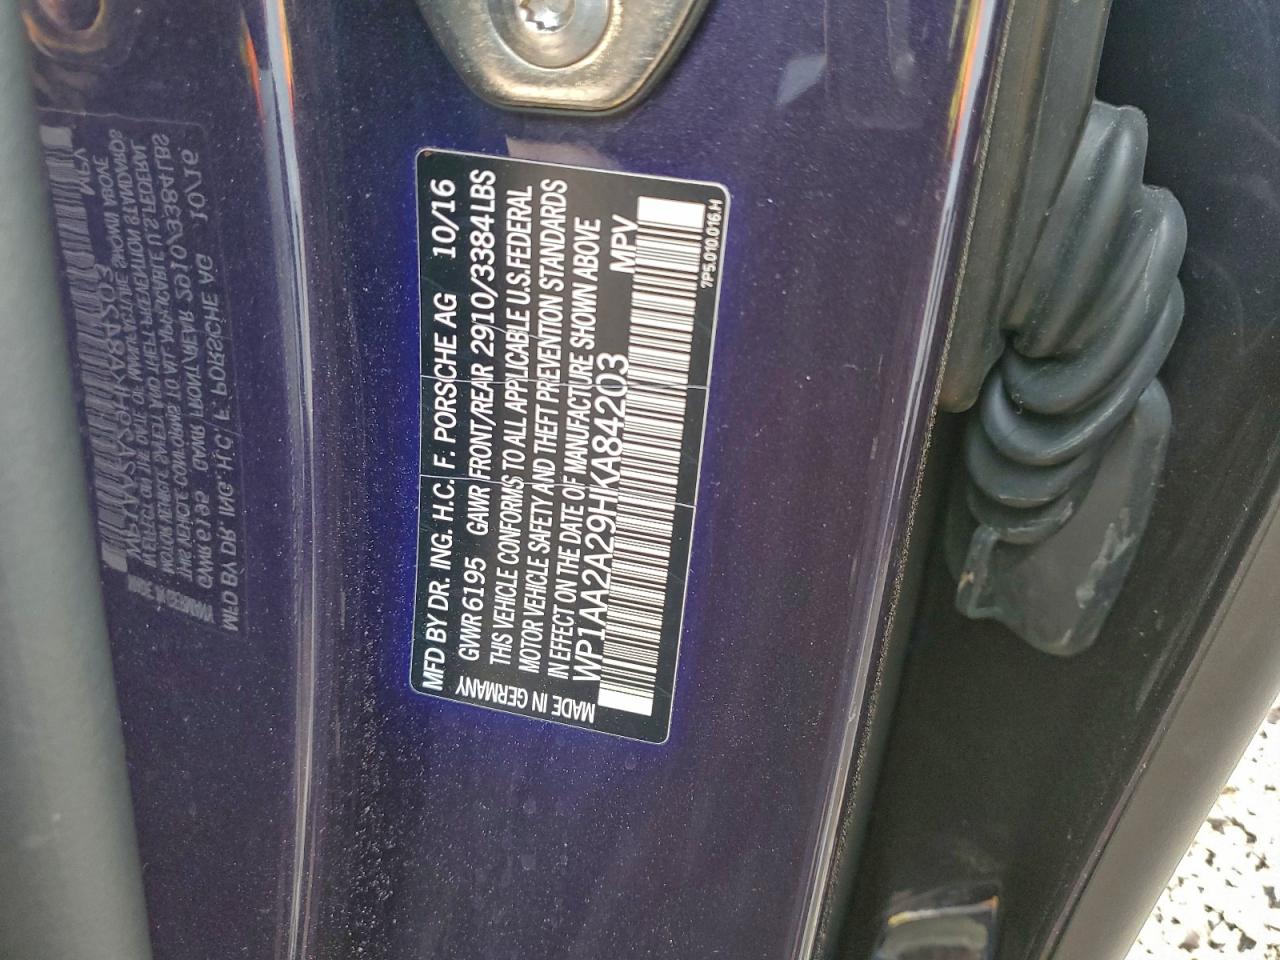 MFD BY DR. ING. H.C. F. PORSCHE AG 10/16
GVWR 6195 GAWR FRONT/REAR 2910/3384 LBS
THIS VEHICLE CONFORMS TO ALL APPLICABLE U.S. FEDERAL
MOTOR VEHICLE SAFETY AND THEFT PREVENTION STANDARDS
IN EFFECT ON THE DATE OF MANUFACTURE SHOWN ABOVE
WP1AA2A29HKA84203 MPV
MADE IN GERMANY
7P5.010.016.H